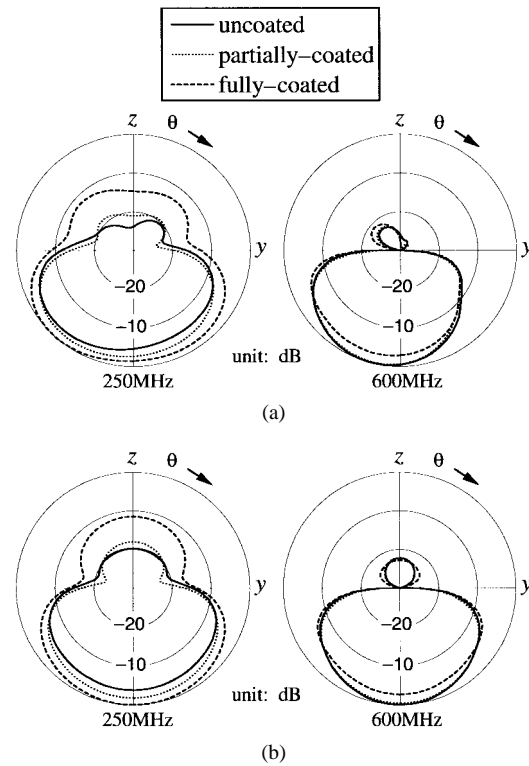 uncoated
partially−coated
fully−coated
z θ z θ
y y
−20 −20
−10 −10
unit: dB
250MHz 600MHz
(a)
z θ z θ
y y
−20 −20
−10 −10
unit: dB
250MHz 600MHz
(b)